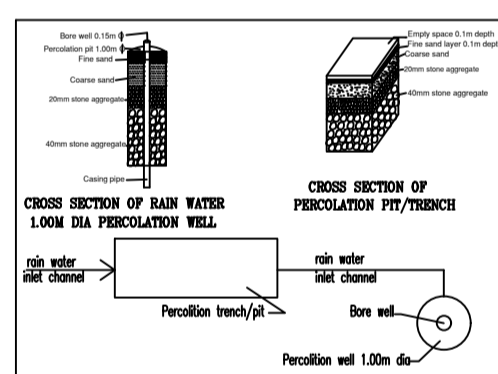 Bore well 0.15m ϕ
Percolation pit 1.00m ϕ
Fine sand
Coarse sand
20mm stone aggregate
40mm stone aggregate
Casing pipe
CROSS SECTION OF RAIN WATER
1.00M DIA PERCOLATION WELL
Empty space 0.1m depth
Fine sand layer 0.1m dept
Coarse sand
20mm stone aggregate
40mm stone aggregate
CROSS SECTION OF
PERCOLATION PIT/TRENCH
rain water
inlet channel
Percolition trench/pit
rain water
inlet channel
Bore well
Percolition well 1.00m dia